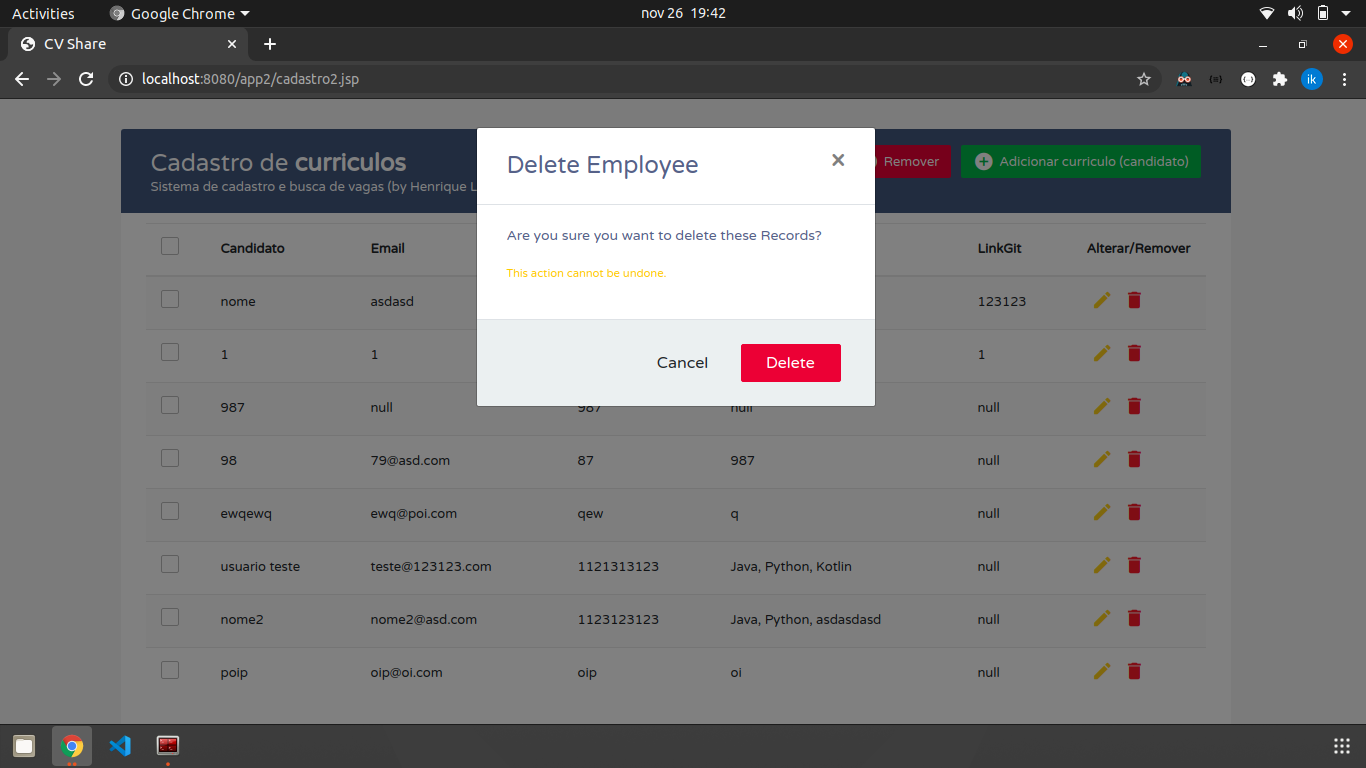 Activities Google Chrome nov 26 19:42
CV Share
localhost:8080/app2/cadastro2.jsp ik
Cadastro de curriculos
Sistema de cadastro e busca de vagas (by Henrique L
Remover Adicionar curriculo (candidato)
Delete Employee ×
Are you sure you want to delete these Records?
This action cannot be undone.
Cancel Delete
Candidato Email LinkGit Alterar/Remover
nome asdasd 123123
1 1 1
987 null 987 null null
98 79@asd.com 87 987 null
ewqewq ewq@poi.com qew q null
usuario teste teste@123123.com 1121313123 Java, Python, Kotlin null
nome2 nome2@asd.com 1123123123 Java, Python, asdasdasd null
poip oip@oi.com oip oi null